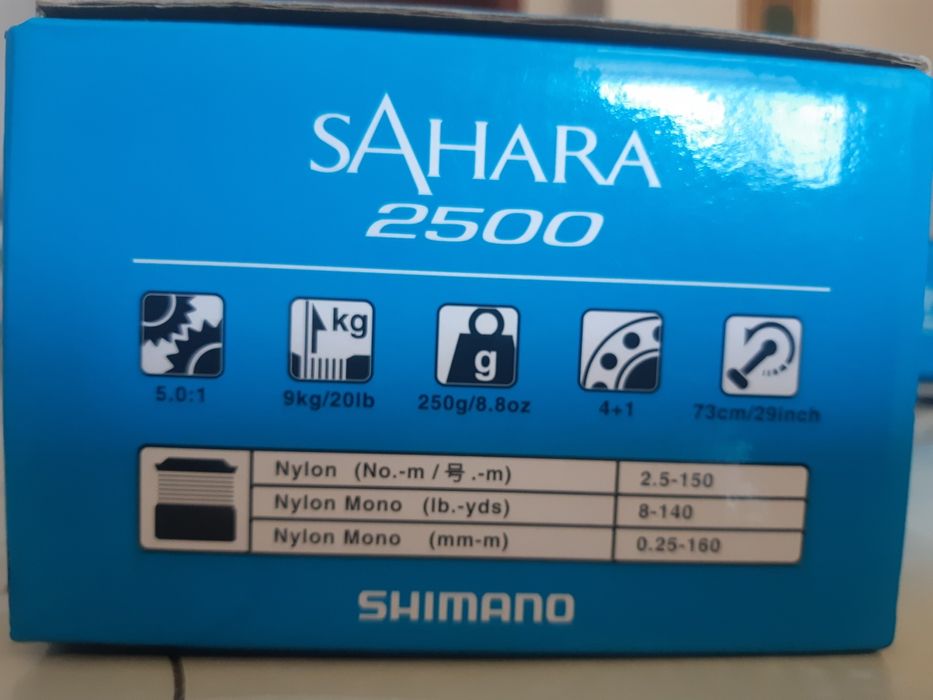 SAHARA
2500
kg
g
5.0:1
9kg/20lb
250g/8.8oz
4+1
73cm/29inch
Nylon (No.-m / 号.-m) 2.5-150
Nylon Mono (lb.-yds) 8-140
Nylon Mono (mm-m) 0.25-160
SHIMANO